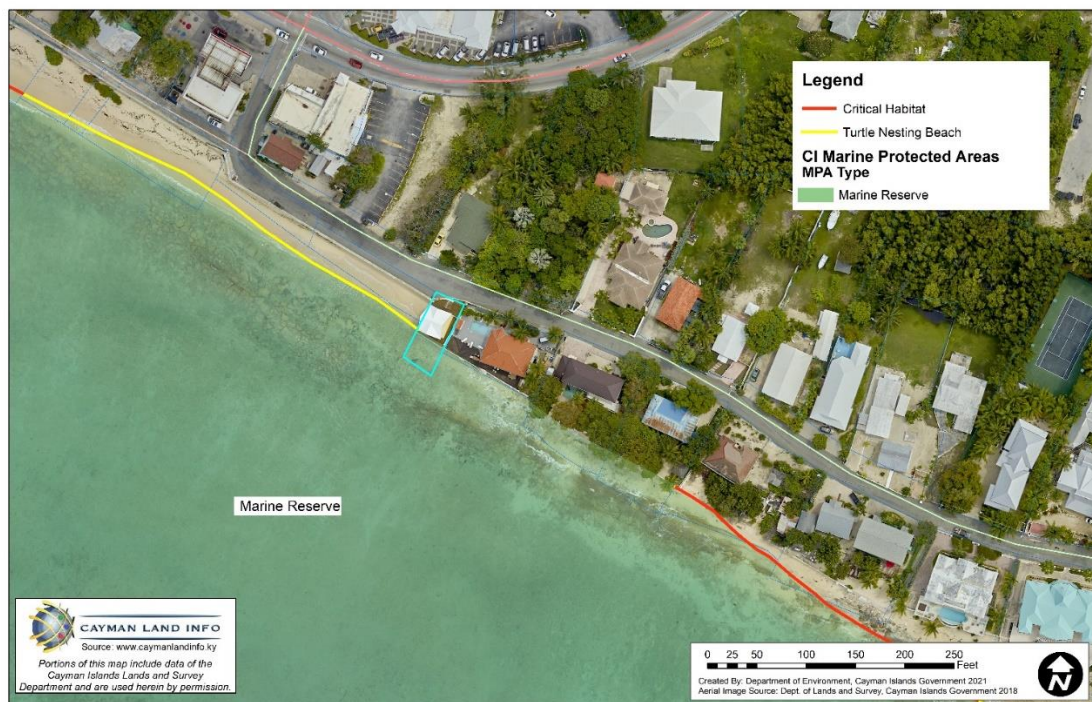 Legend
Critical Habitat
Turtle Nesting Beach
CI Marine Protected Areas
MPA Type
Marine Reserve
Marine Reserve
CAYMAN LAND INFO
Source: www.caymanlandinfo.ky
Portions of this map include data of the
Cayman Islands Lands and Survey
Department and are used herein by permission.
0 25 50 100 150 200 250
Feet
Created By: Department of Environment, Cayman Islands Government 2021
Aerial Image Source: Dept. of Lands and Survey, Cayman Islands Government 2018
N